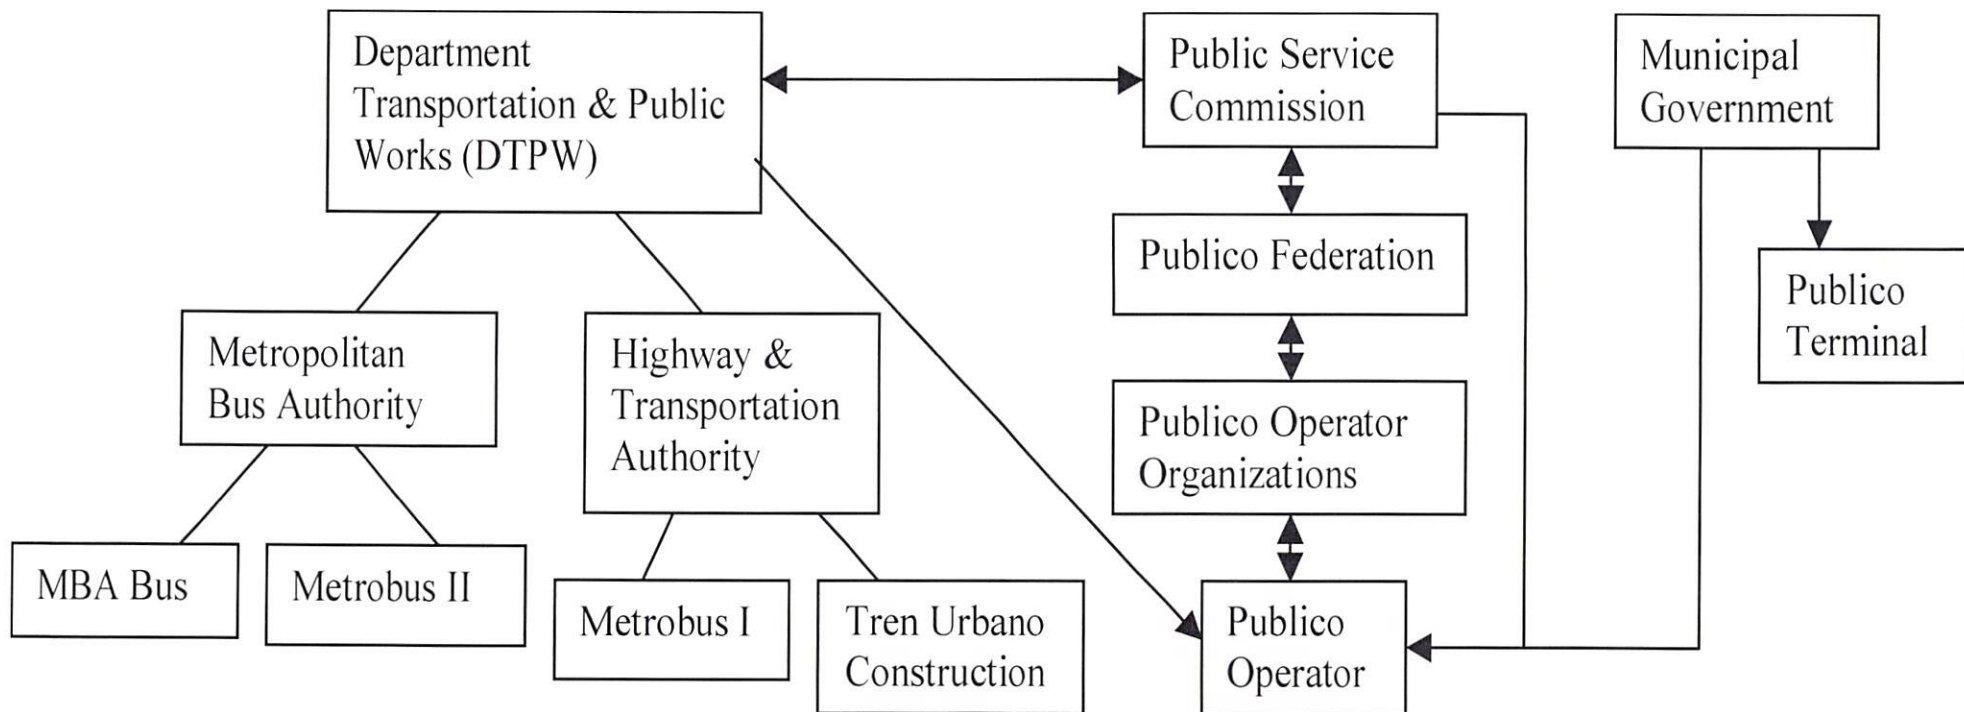 Department
Transportation & Public
Works (DTPW)
Public Service
Commission
Municipal
Government
Publico Federation
Publico
Terminal
Metropolitan
Bus Authority
Highway &
Transportation
Authority
Publico Operator
Organizations
MBA Bus
Metrobus II
Metrobus I
Tren Urbano
Construction
Publico
Operator